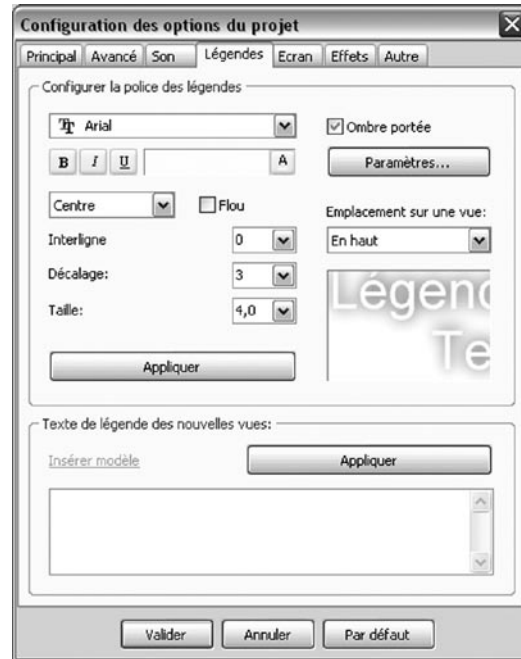 Configuration des options du projet
Principal Avancé Son Légendes Ecran Effets Autre
Configurer la police des légendes
Arial
Ombre portée
B I U A
Paramètres...
Centre
Flou
Emplacement sur une vue:
Interligne 0
En haut
Décalage: 3
Légend
Te
Taille: 4,0
Appliquer
Texte de légende des nouvelles vues:
Insérer modèle
Appliquer
Valider Annuler Par défaut